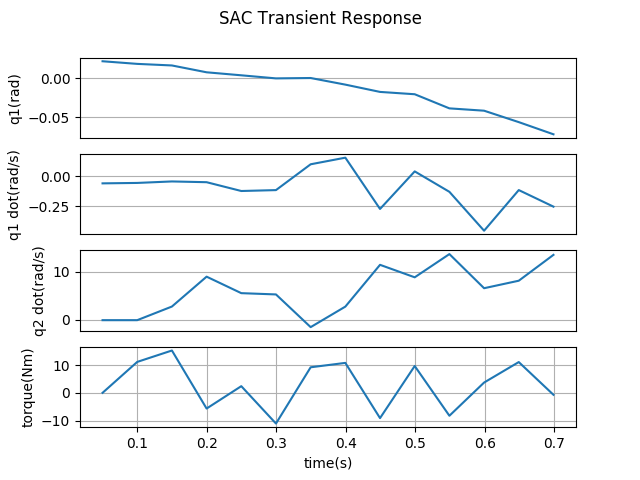 SAC Transient Response
q1(rad)
0.00
−0.05
q1 dot(rad/s)
0.00
−0.25
q2 dot(rad/s)
10
0
torque(Nm)
10
0
−10
0.1 0.2 0.3 0.4 0.5 0.6 0.7
time(s)